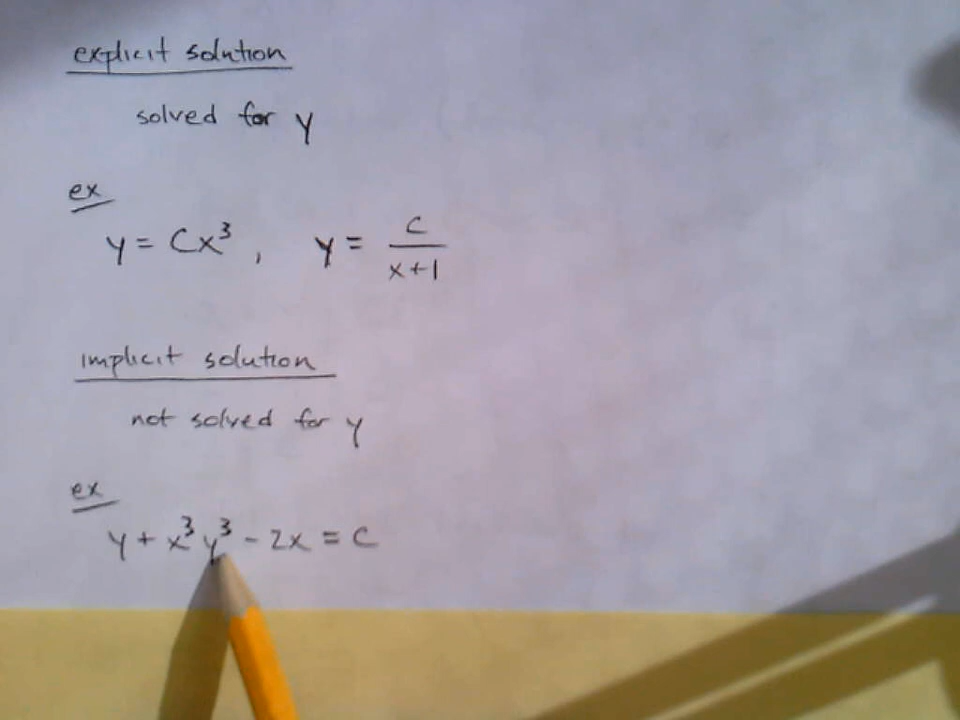 explicit solution
solved for y
ex
y = Cx³ , y = C/(x+1)
implicit solution
not solved for y
ex
y + x³y³ - 2x = C